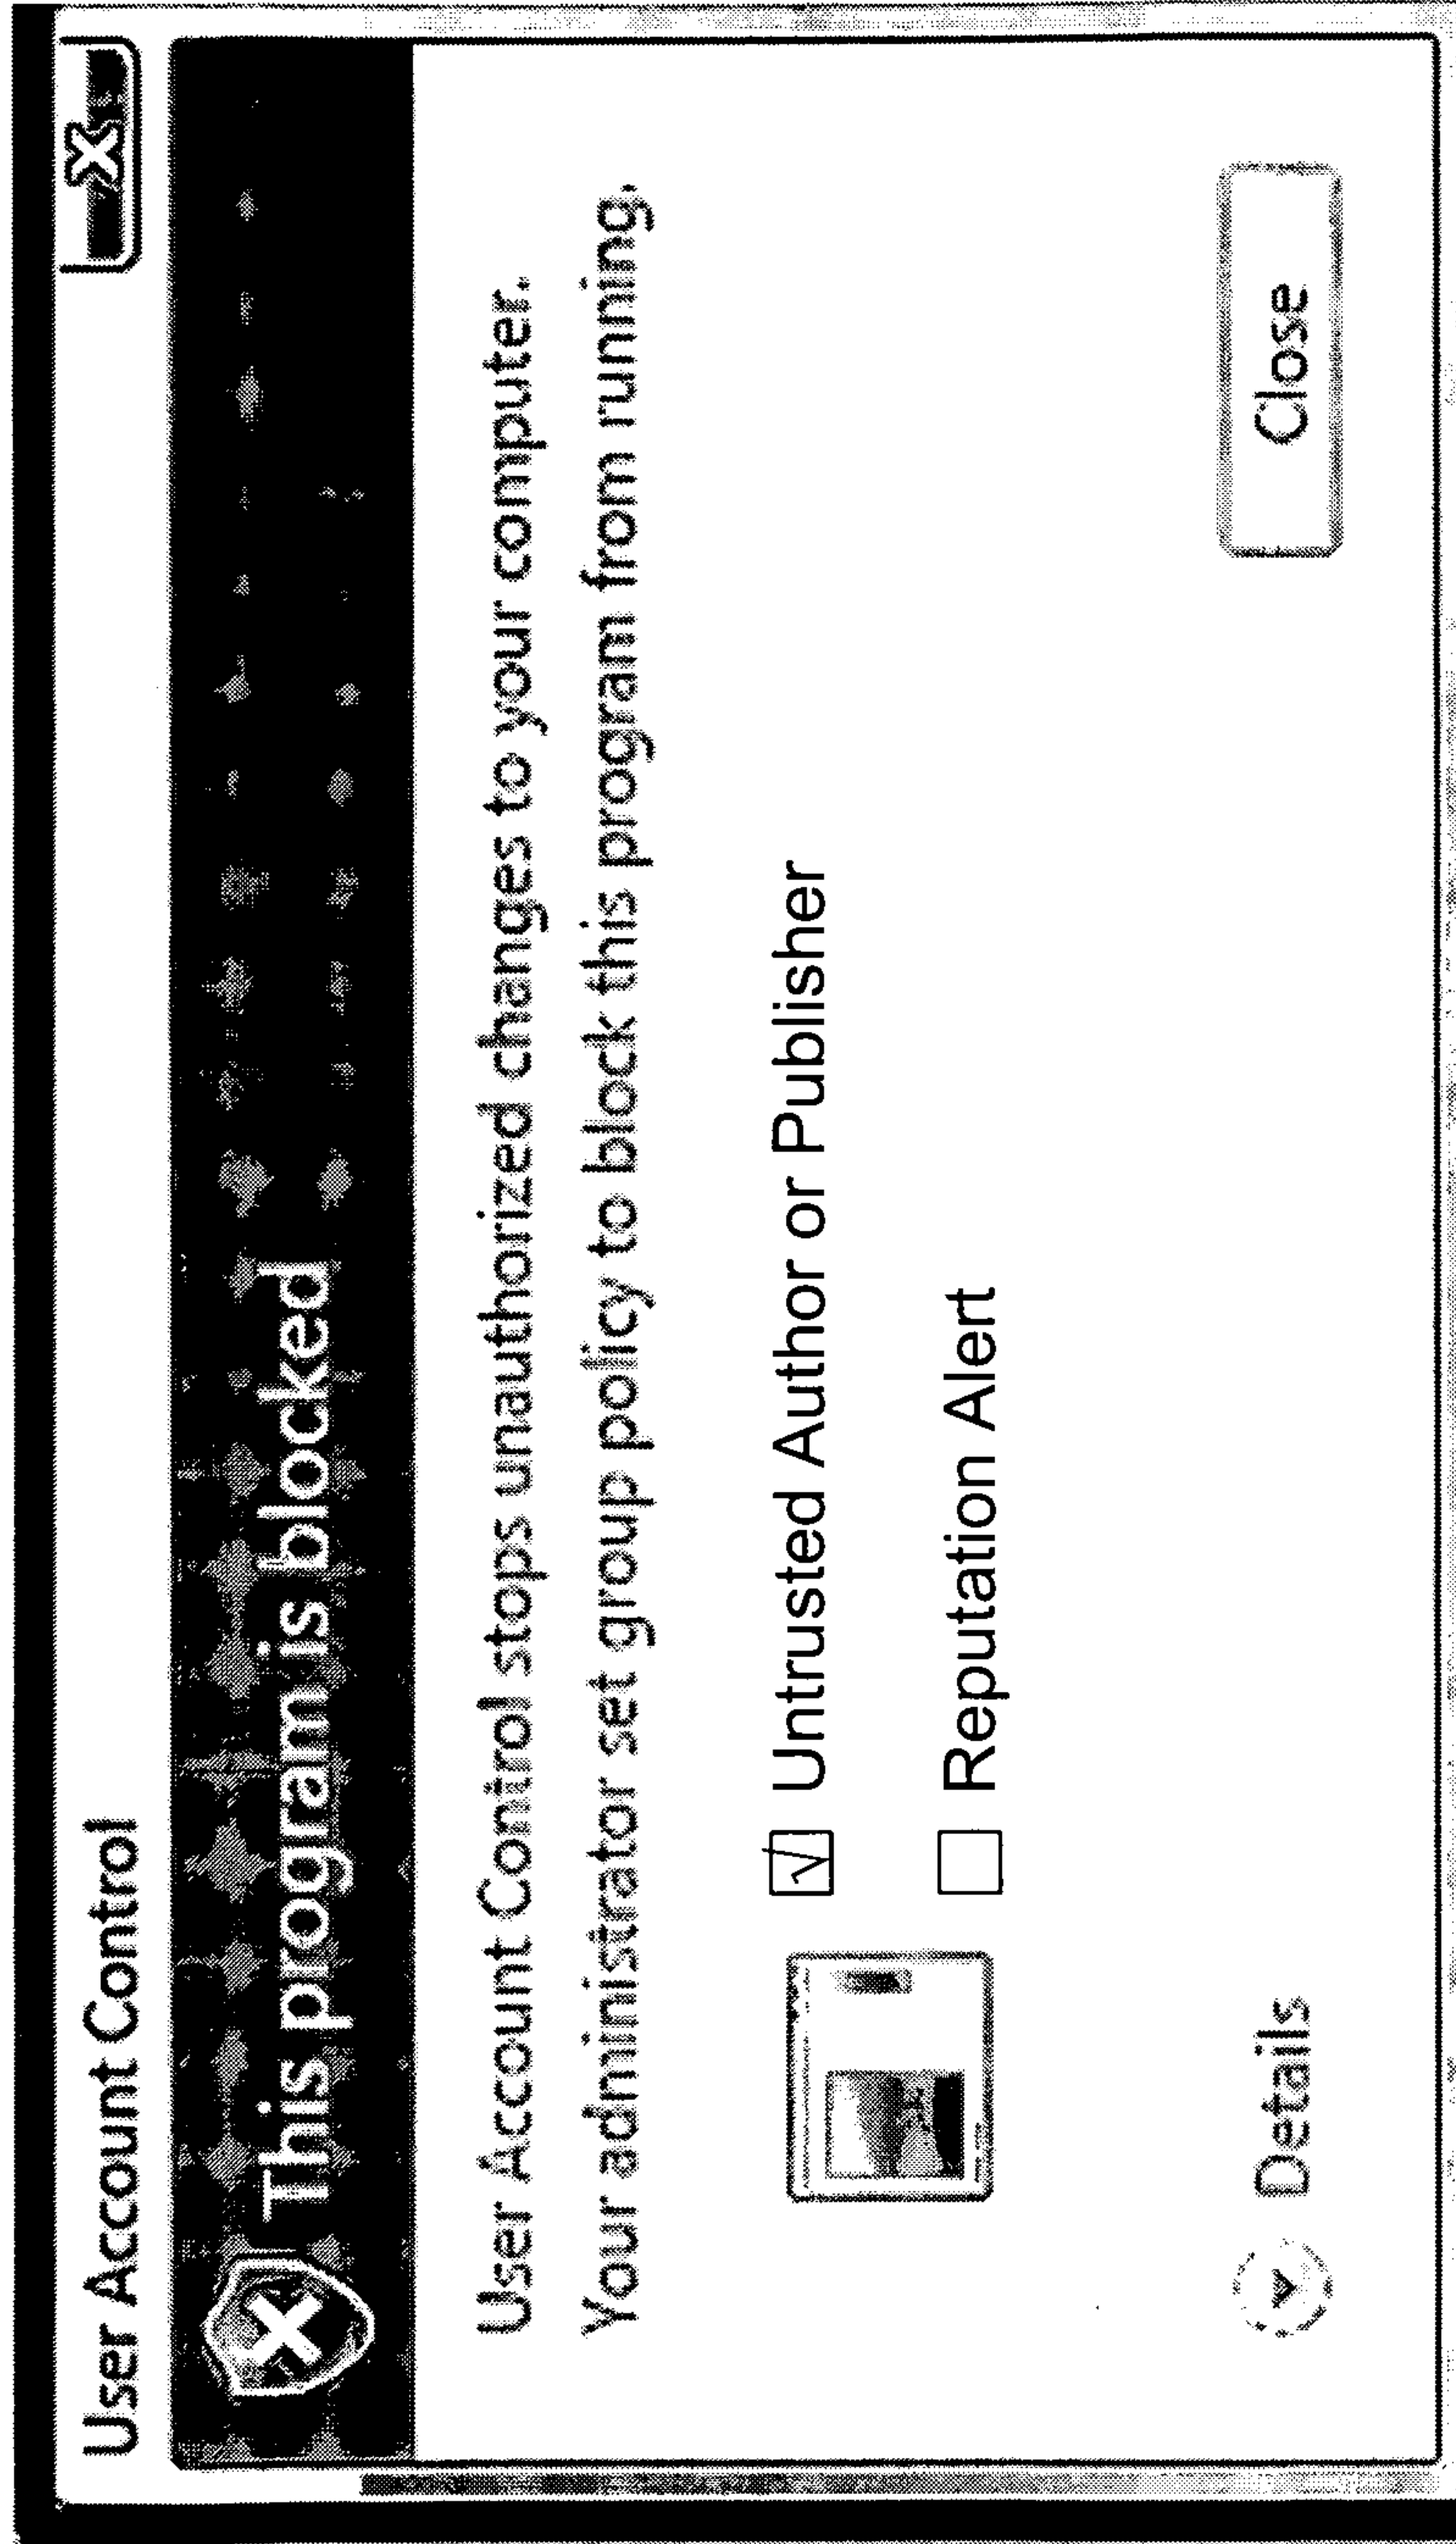 User Account Control
This program is blocked
User Account Control stops unauthorized changes to your computer.
Your administrator set group policy to block this program from running.
Untrusted Author or Publisher
Reputation Alert
Details
Close